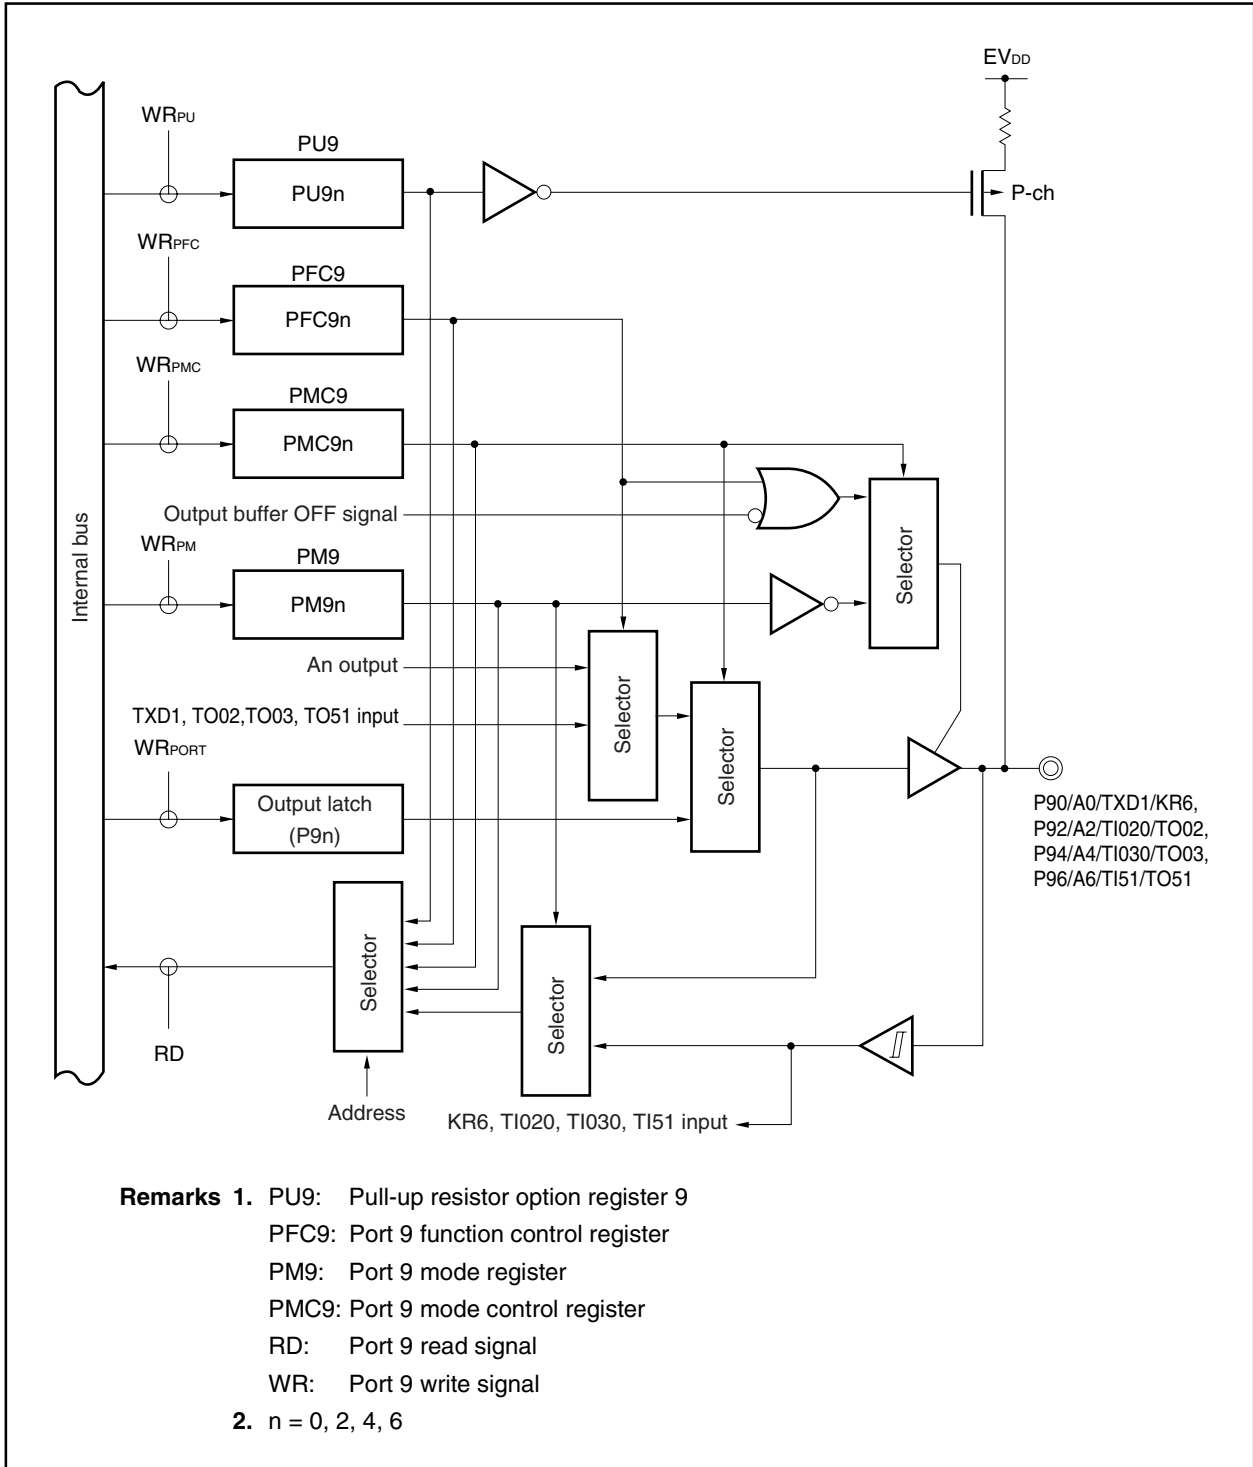 EVDD
WRPU
PU9
PU9n
P-ch
WRPFC
PFC9
PFC9n
WRPMC
PMC9
PMC9n
Output buffer OFF signal
Selector
WRPM
PM9
PM9n
Internal bus
An output
Selector
TXD1, TO02,TO03, TO51 input
Selector
WRPORT
Output latch
(P9n)
P90/A0/TXD1/KR6,
P92/A2/TI020/TO02,
P94/A4/TI030/TO03,
P96/A6/TI51/TO51
Selector
Selector
RD
Address
KR6, TI020, TI030, TI51 input
Remarks 1. PU9: Pull-up resistor option register 9
PFC9: Port 9 function control register
PM9: Port 9 mode register
PMC9: Port 9 mode control register
RD: Port 9 read signal
WR: Port 9 write signal
2. n = 0, 2, 4, 6